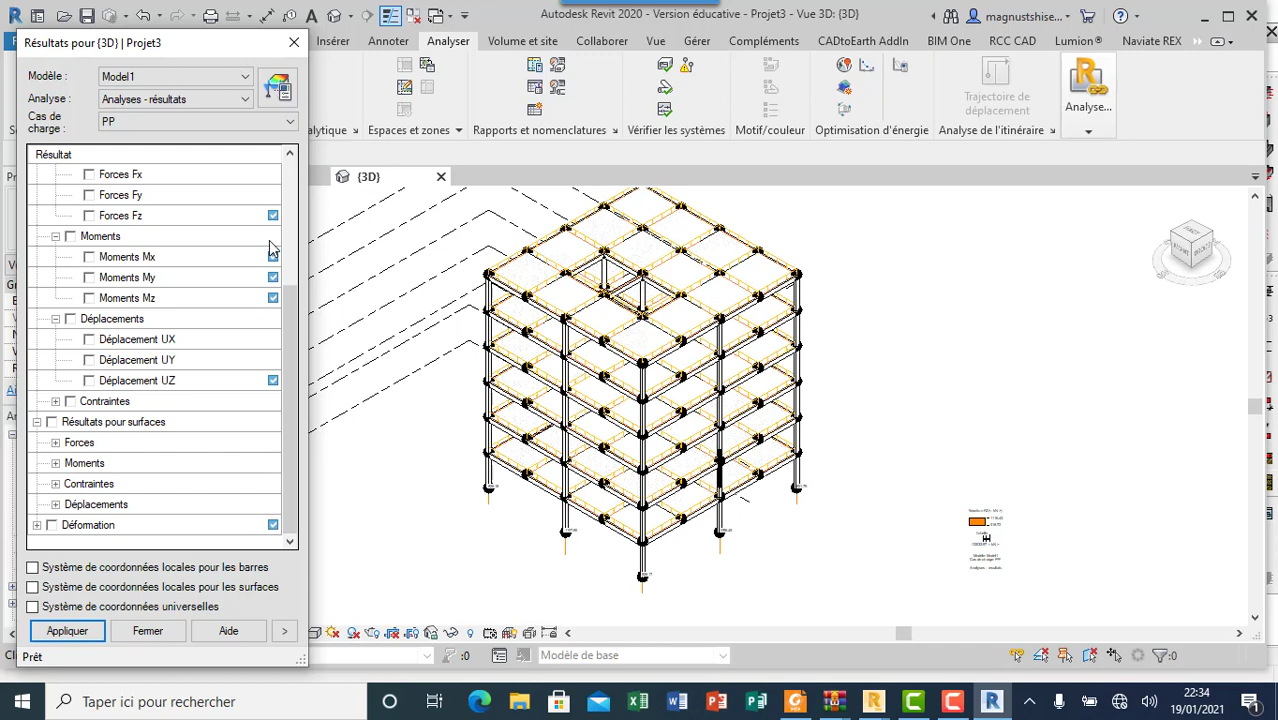 Autodesk Revit 2020 - Version éducative - Projet3 - Vue 3D: {3D}
magnustshise...
Insérer Annoter Analyser Volume et site Collaborer Vue Gérer Compléments CADtoEarth AddIn BIM One RCC CAD Lumion® Naviate REX
Résultats pour {3D} | Projet3
Modèle : Model1
Analyse : Analyses - résultats
Cas de charge : PP
Résultat
Forces Fx
Forces Fy
Forces Fz
Moments
Moments Mx
Moments My
Moments Mz
Déplacements
Déplacement UX
Déplacement UY
Déplacement UZ
Contraintes
Résultats pour surfaces
Forces
Moments
Contraintes
Déplacements
Déformation
Système de coordonnées locales pour les barres
Système de coordonnées locales pour les surfaces
Système de coordonnées universelles
Appliquer Fermer Aide >
Prêt
Trajectoire de déplacement
Analyse...
Espaces et zones Rapports et nomenclatures Vérifier les systèmes Motif/couleur Optimisation d'énergie Analyse de l'itinéraire
{3D}
:0 Modèle de base :0
Taper ici pour rechercher
22:34
19/01/2021